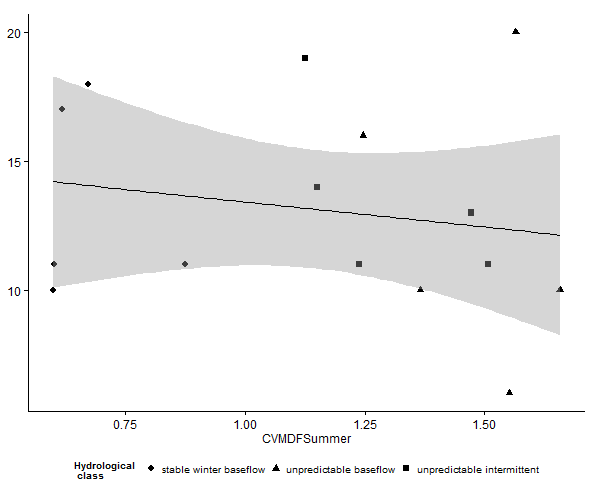 20
15
10
0.75 1.00 1.25 1.50
CVMDFSummer
Hydrological
class
stable winter baseflow unpredictable baseflow unpredictable intermittent